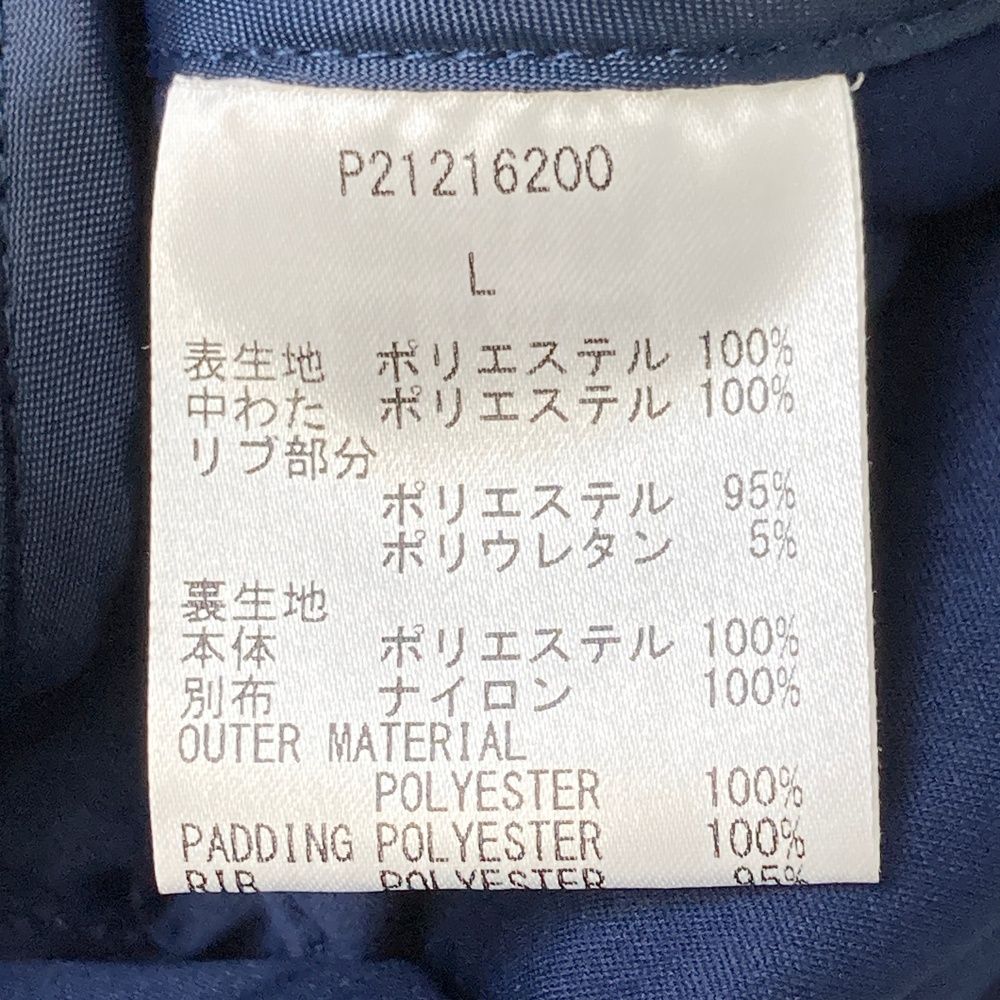 P21216200
L
表生地 ポリエステル 100%
中わた ポリエステル 100%
リブ部分
ポリエステル 95%
ポリウレタン 5%
裏生地
本体 ポリエステル 100%
別布 ナイロン 100%
OUTER MATERIAL
POLYESTER 100%
PADDING POLYESTER 100%
RIB POLYESTER 95%